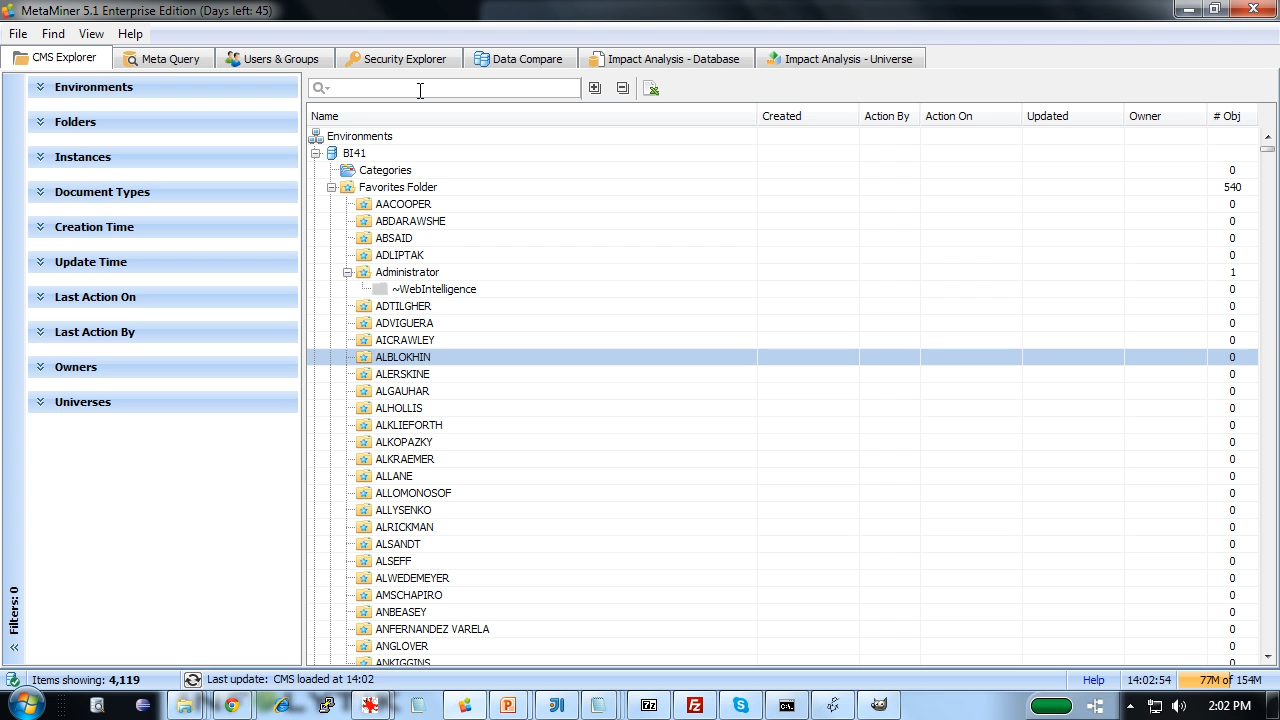 MetaMiner 5.1 Enterprise Edition (Days left: 45)
File Find View Help
CMS Explorer Meta Query Users & Groups Security Explorer Data Compare Impact Analysis - Database Impact Analysis - Universe
Environments
Folders
Instances
Document Types
Creation Time
Update Time
Last Action On
Last Action By
Owners
Universes
Filters: 0
Name Created Action By Action On Updated Owner # Obj
Environments
BI41
Categories 0
Favorites Folder 540
AACOOPER 0
ABDARAWSHE 0
ABSAID 0
ADLIPTAK 0
Administrator 1
~WebIntelligence 0
ADTILGHER 0
ADVIGUERA 0
AICRAWLEY 0
ALBLOKHIN 0
ALERSKINE 0
ALGAUHAR 0
ALHOLLIS 0
ALKLIEFORTH 0
ALKOPAZKY 0
ALKRAEMER 0
ALLANE 0
ALLOMONOSOF 0
ALLYSENKO 0
ALRICKMAN 0
ALSANDT 0
ALSEFF 0
ALWEDEMEYER 0
AMSCHAPIRO 0
ANBEASEY 0
ANFERNANDEZ VARELA 0
ANGLOVER 0
ANKIGGINS 0
Items showing: 4,119 Last update: CMS loaded at 14:02 Help 14:02:54 77M of 154M
2:02 PM